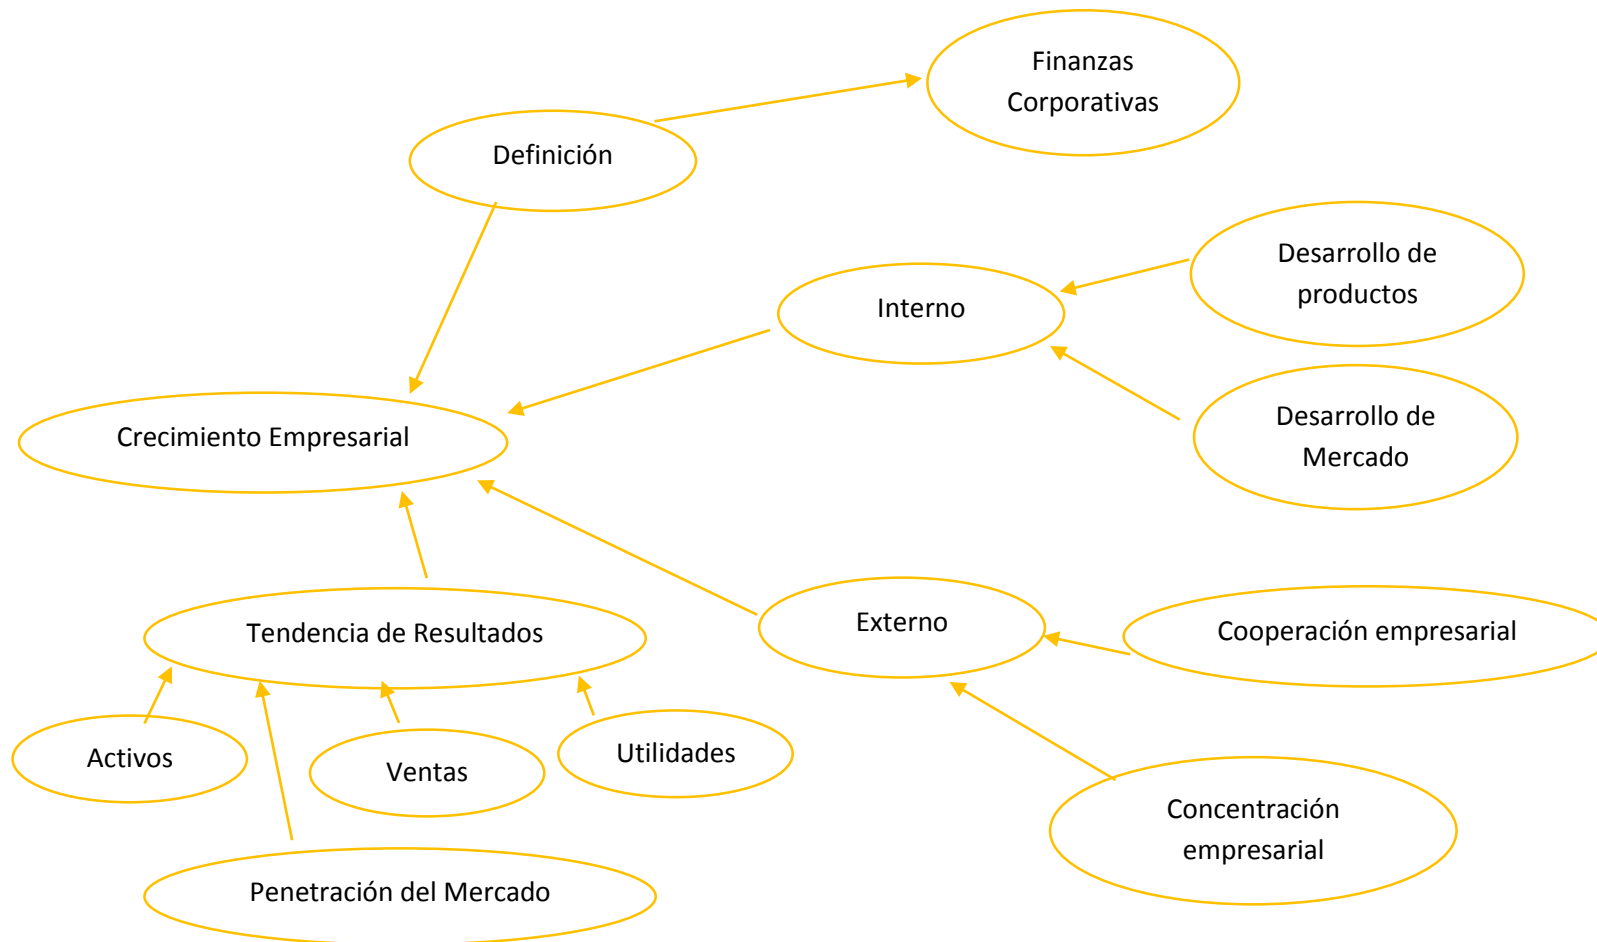 Finanzas
Corporativas
Definición
Desarrollo de
productos
Interno
Desarrollo de
Mercado
Crecimiento Empresarial
Tendencia de Resultados
Externo
Cooperación empresarial
Activos
Ventas
Utilidades
Concentración
empresarial
Penetración del Mercado